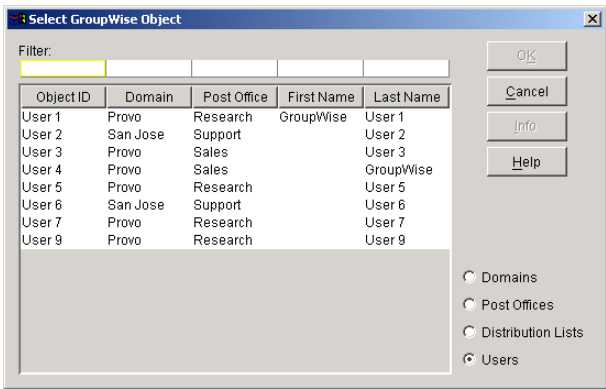 Select GroupWise Object
Filter:
OK
Cancel
Info
Help
Object ID Domain Post Office First Name Last Name
User 1 Provo Research GroupWise User 1
User 2 San Jose Support User 2
User 3 Provo Sales User 3
User 4 Provo Sales GroupWise
User 5 Provo Research User 5
User 6 San Jose Support User 6
User 7 Provo Research User 7
User 9 Provo Research User 9
Domains
Post Offices
Distribution Lists
Users